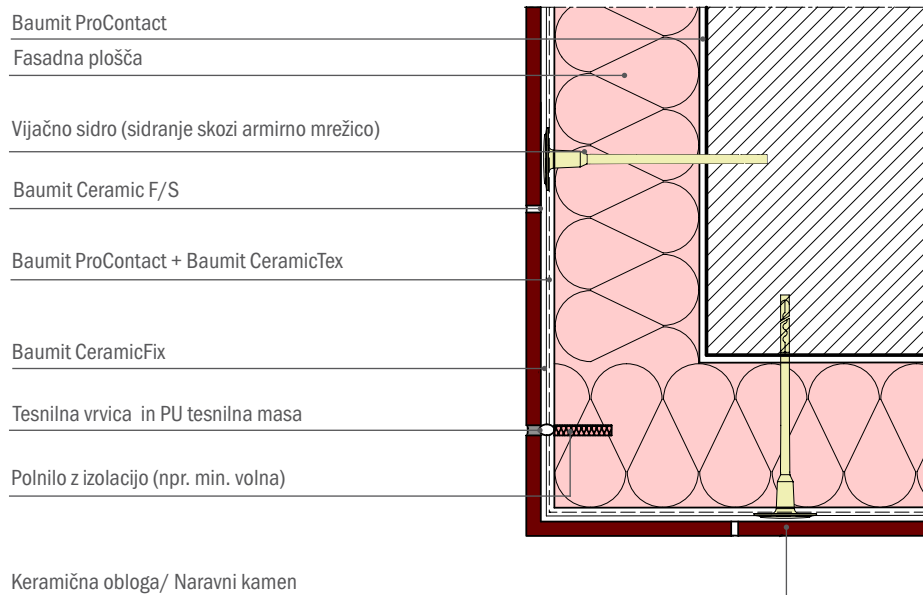 Baumit ProContact
Fasadna plošča
Vijačno sidro (sidranje skozi armirno mrežico)
Baumit Ceramic F/S
Baumit ProContact + Baumit CeramicTex
Baumit CeramicFix
Tesnilna vrvica in PU tesnilna masa
Polnilo z izolacijo (npr. min. volna)
Keramična obloga/ Naravni kamen